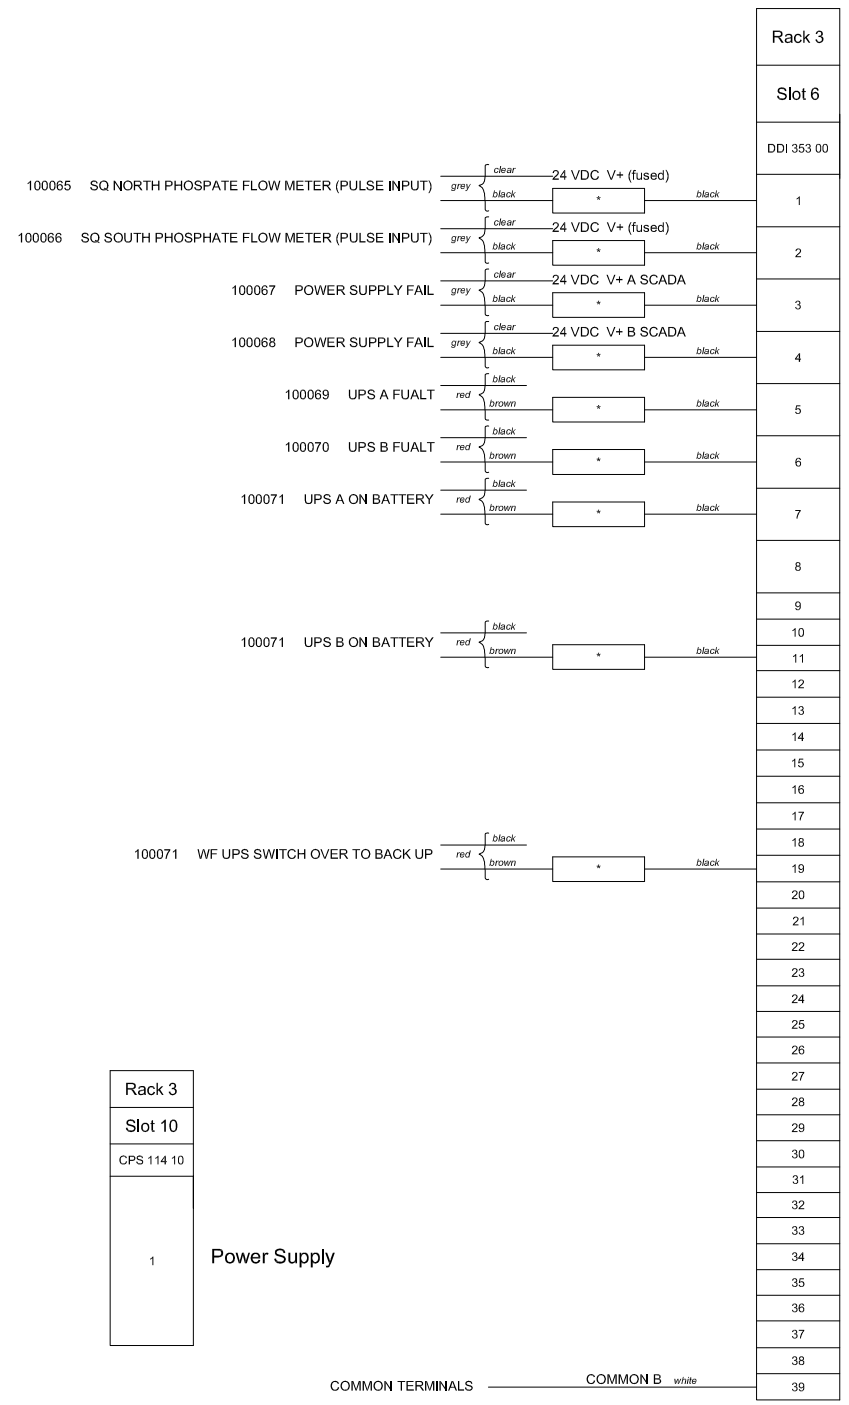 Rack 3
Slot 6
DDI 353 00
100065 SQ NORTH PHOSPATE FLOW METER (PULSE INPUT) grey clear 24 VDC V+ (fused)
black * black 1
100066 SQ SOUTH PHOSPHATE FLOW METER (PULSE INPUT) grey clear 24 VDC V+ (fused)
black * black 2
100067 POWER SUPPLY FAIL grey clear 24 VDC V+ A SCADA
black * black 3
100068 POWER SUPPLY FAIL grey clear 24 VDC V+ B SCADA
black * black 4
100069 UPS A FUALT red black
brown * black 5
100070 UPS B FUALT red black
brown * black 6
100071 UPS A ON BATTERY red black
brown * black 7
8
9
10
100071 UPS B ON BATTERY red black
brown * black 11
12
13
14
15
16
17
18
100071 WF UPS SWITCH OVER TO BACK UP red black
brown * black 19
20
21
22
23
24
25
26
27
28
29
30
31
32
33
34
35
36
37
38
COMMON TERMINALS COMMON B white 39
Rack 3
Slot 10
CPS 114 10
1 Power Supply